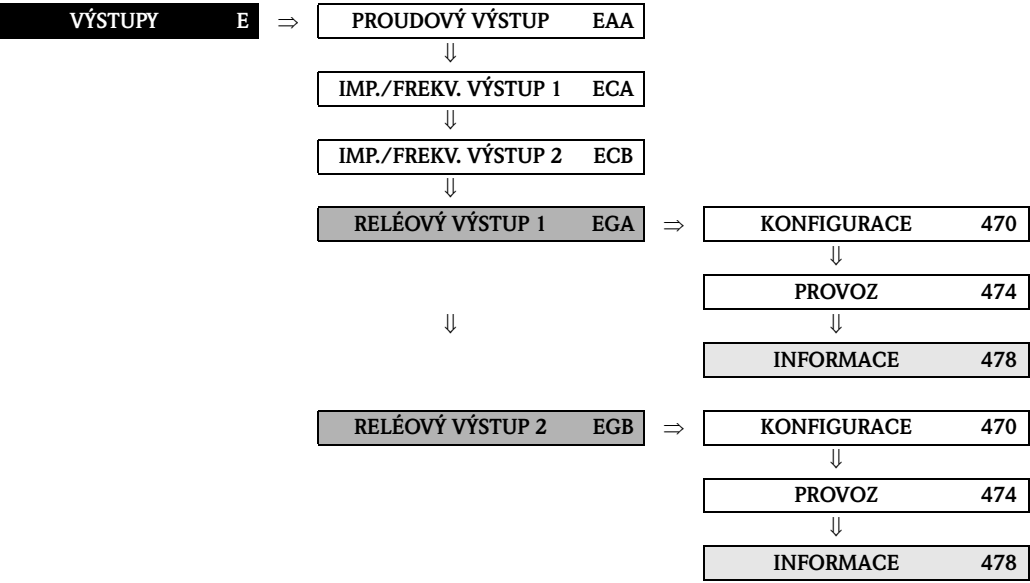 VÝSTUPY E ⇒ PROUDOVÝ VÝSTUP EAA
⇓
IMP./FREKV. VÝSTUP 1 ECA
⇓
IMP./FREKV. VÝSTUP 2 ECB
⇓
RELÉOVÝ VÝSTUP 1 EGA ⇒ KONFIGURACE 470
⇓
PROVOZ 474
⇓ ⇓
INFORMACE 478
RELÉOVÝ VÝSTUP 2 EGB ⇒ KONFIGURACE 470
⇓
PROVOZ 474
⇓
INFORMACE 478